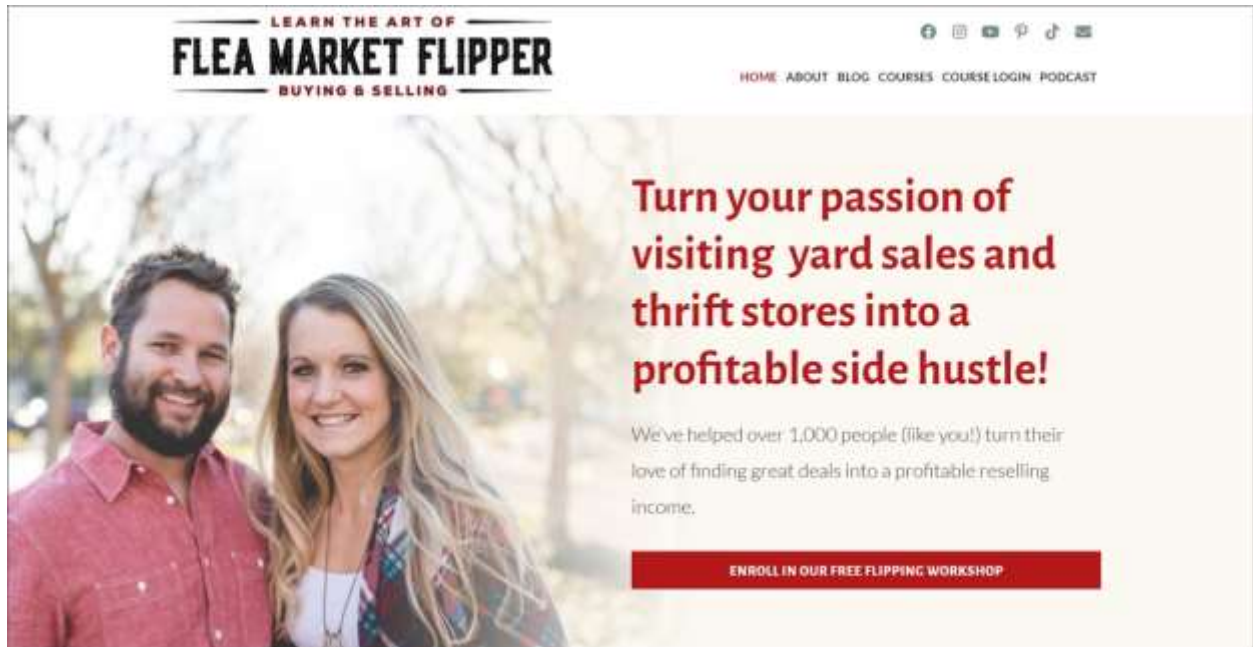 LEARN THE ART OF
FLEA MARKET FLIPPER
BUYING & SELLING
HOME ABOUT BLOG COURSES COURSE LOGIN PODCAST
Turn your passion of
visiting yard sales and
thrift stores into a
profitable side hustle!
We've helped over 1,000 people (like you!) turn their
love of finding great deals into a profitable reselling
income.
ENROLL IN OUR FREE FLIPPING WORKSHOP